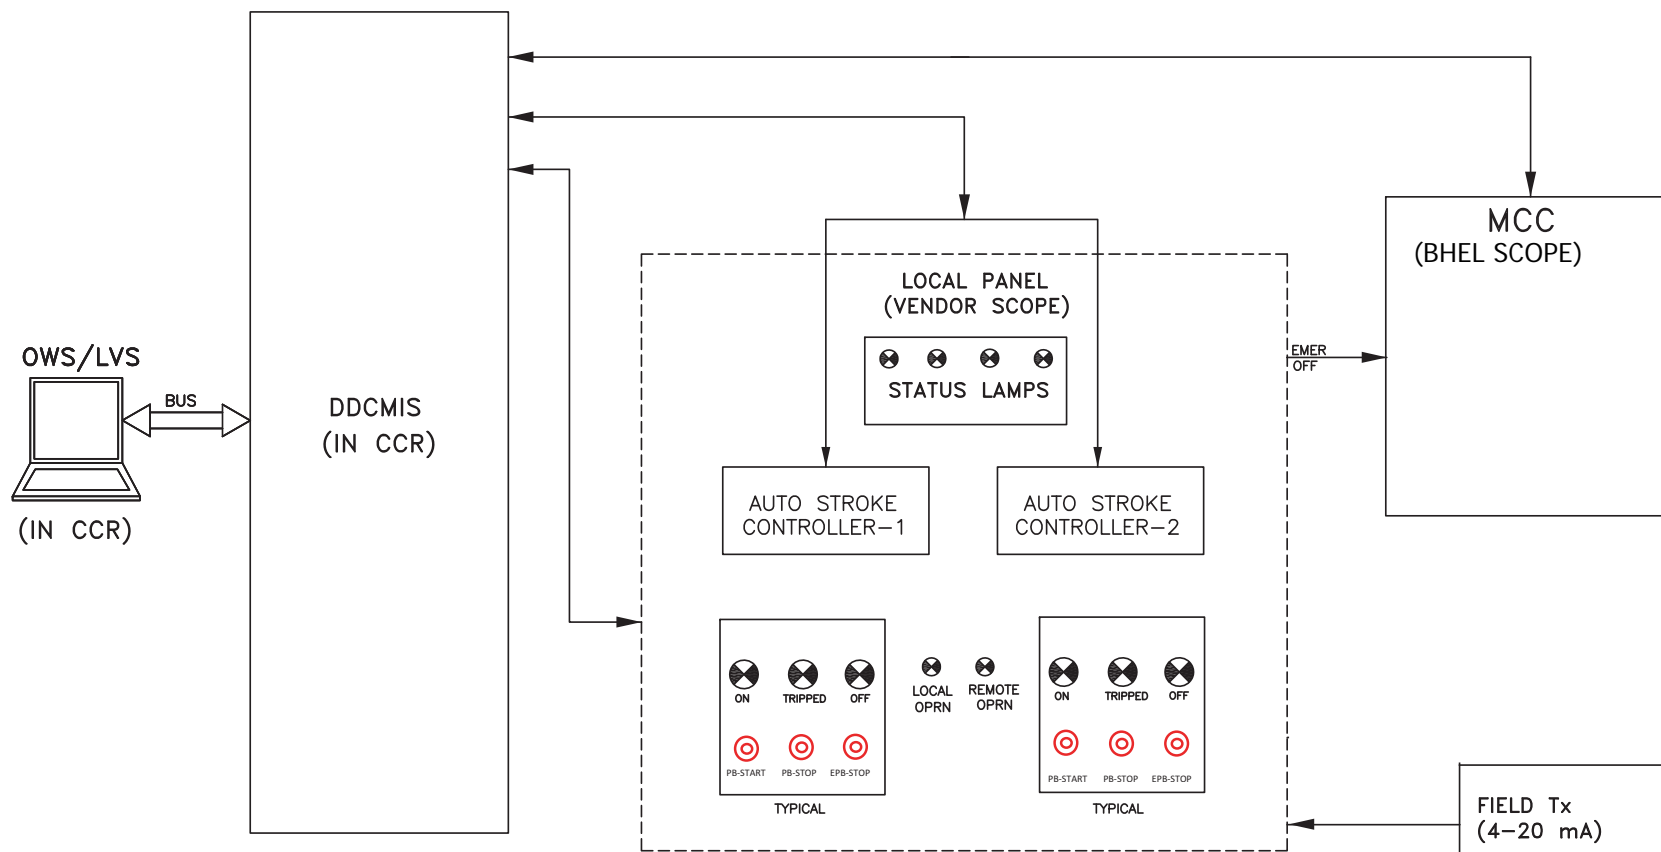 MCC
(BHEL SCOPE)
LOCAL PANEL
(VENDOR SCOPE)
STATUS LAMPS
EMER
OFF
OWS/LVS
BUS
(IN CCR)
DDCMIS
(IN CCR)
AUTO STROKE
CONTROLLER-1
AUTO STROKE
CONTROLLER-2
ON TRIPPED OFF
PB-START PB-STOP EPB-STOP
TYPICAL
LOCAL
OPRN
REMOTE
OPRN
ON TRIPPED OFF
PB-START PB-STOP EPB-STOP
TYPICAL
FIELD Tx
(4-20 mA)